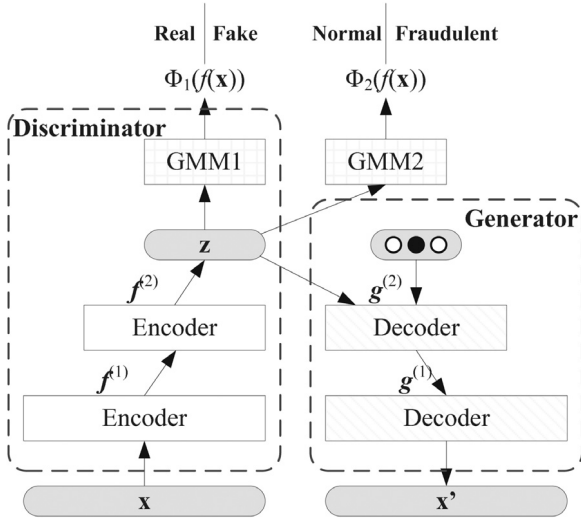 Real Fake Normal Fraudulent
Φ₁(f(x)) Φ₂(f(x))
Discriminator
GMM1 GMM2
Generator
z
f⁽²⁾ g⁽²⁾
Encoder Decoder
f⁽¹⁾ g⁽¹⁾
Encoder Decoder
x x’